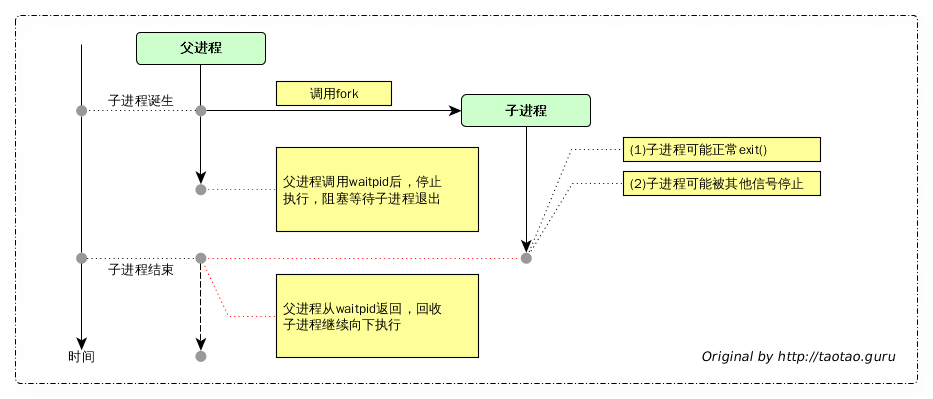 父进程
子进程诞生
调用fork
子进程
(1)子进程可能正常exit()
(2)子进程可能被其他信号停止
父进程调用waitpid后，停止
执行，阻塞等待子进程退出
子进程结束
父进程从waitpid返回，回收
子进程继续向下执行
时间
Original by http://taotao.guru